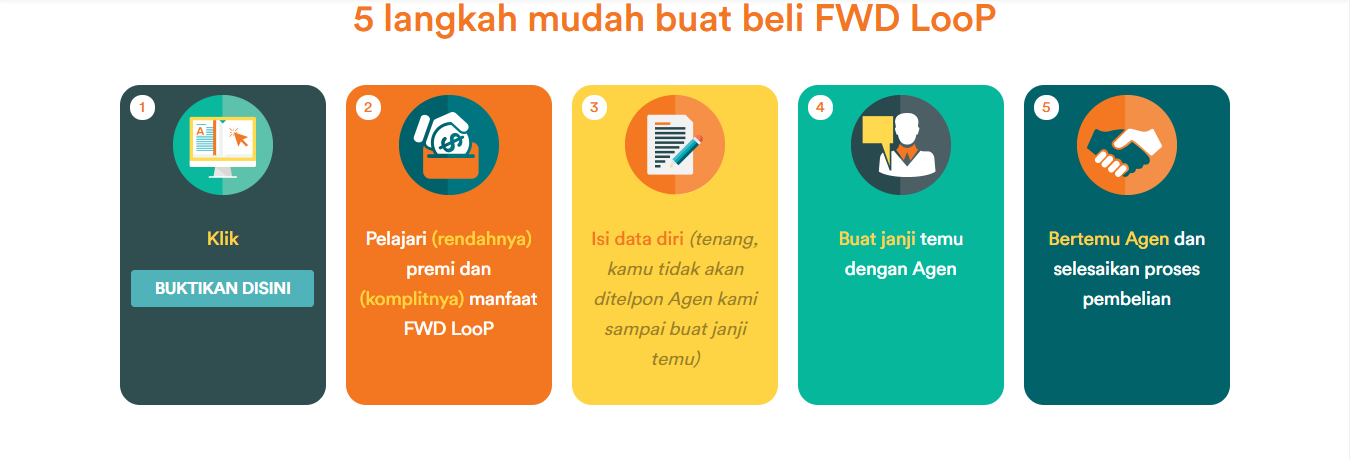 5 langkah mudah buat beli FWD LooP
1
Klik
BUKTIKAN DISINI
2
Pelajari (rendahnya)
premi dan
(komplitnya) manfaat
FWD LooP
3
Isi data diri (tenang,
kamu tidak akan
ditelpon Agen kami
sampai buat janji
temu)
4
Buat janji temu
dengan Agen
5
Bertemu Agen dan
selesaikan proses
pembelian